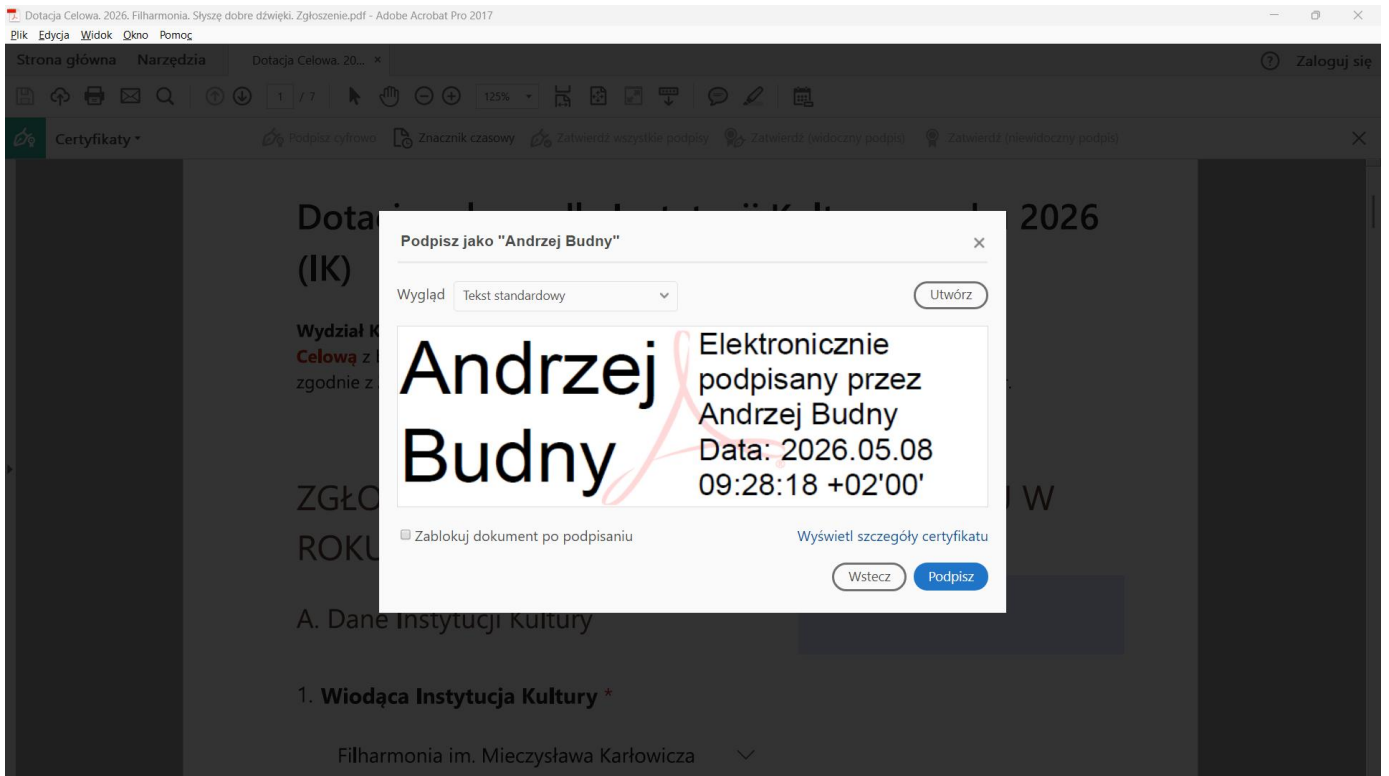 Dotacja Celowa. 2026. Filharmonia. Słyszę dobre dźwięki. Zgłoszenie.pdf - Adobe Acrobat Pro 2017
Plik Edycja Widok Okno Pomoc
Strona główna Narzędzia Dotacja Celowa. 20... × Zaloguj się
1 / 7 125%
Certyfikaty Podpisz cyfrowo Znacznik czasowy Zatwierdź wszystkie podpisy Zatwierdź (widoczny podpis) Zatwierdź (niewidoczny podpis)
Dota 2026
(IK)
Podpisz jako "Andrzej Budny"
Wygląd Tekst standardowy Utwórz
Wydział K
Celową z
zgodnie z
Andrzej
Budny
Elektronicznie
podpisany przez
Andrzej Budny
Data: 2026.05.08
09:28:18 +02'00'
ZGŁO W
ROKU
Zablokuj dokument po podpisaniu Wyświetl szczegóły certyfikatu
Wstecz Podpisz
A. Dane Instytucji Kultury
1. Wiodąca Instytucja Kultury *
Filharmonia im. Mieczysława Karłowicza